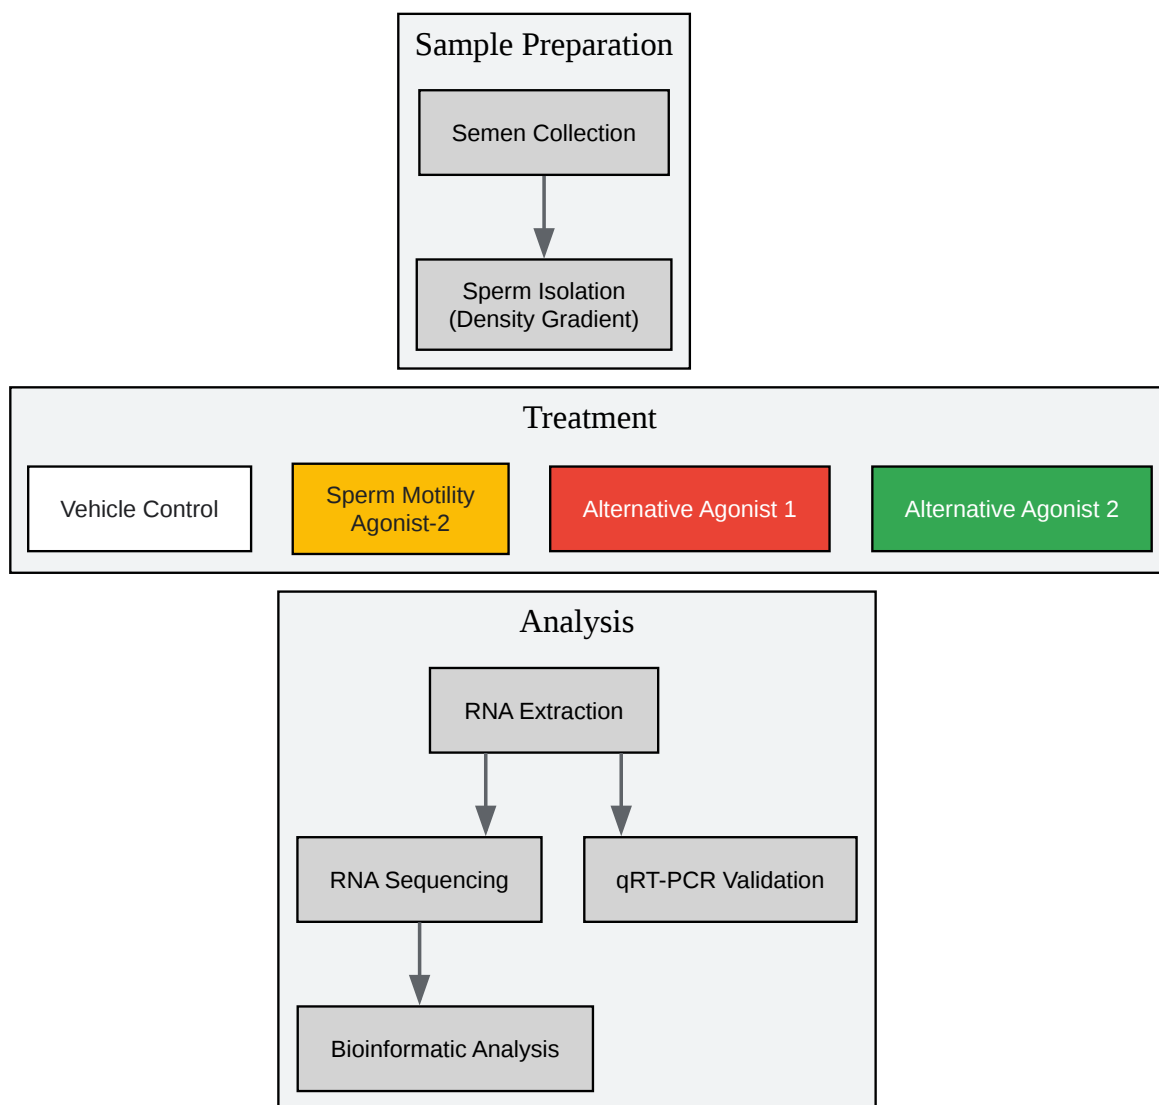 Sample Preparation
Semen Collection
Sperm Isolation
(Density Gradient)
Treatment
Vehicle Control
Sperm Motility
Agonist-2
Alternative Agonist 1
Alternative Agonist 2
Analysis
RNA Extraction
RNA Sequencing
qRT-PCR Validation
Bioinformatic Analysis